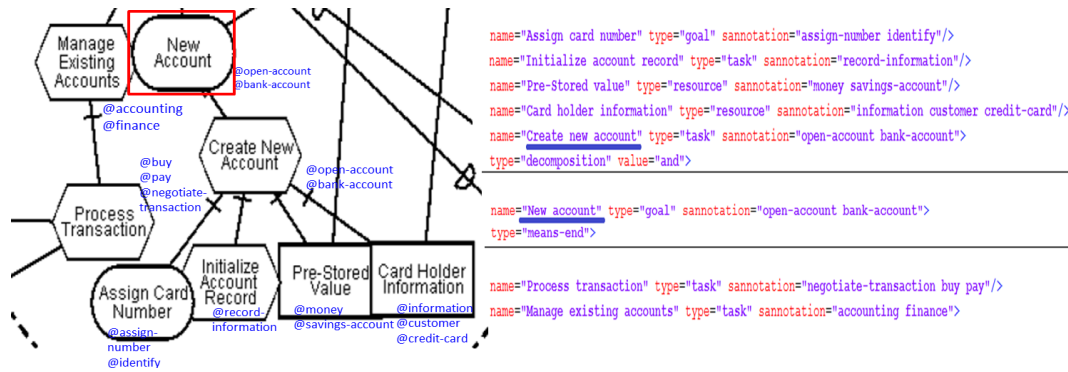 Manage
Existing
Accounts
New
Account
@open-account
@bank-account
@accounting
@finance
Create New
Account
@buy
@pay
@negotiate-
transaction
@open-account
@bank-account
Process
Transaction
Assign Card
Number
@assign-
number
@identify
Initialize
Account
Record
@record-
information
Pre-Stored
Value
@money
@savings-account
Card Holder
Information
@information
@customer
@credit-card
name="Assign card number" type="goal" sannotation="assign-number identify"/>
name="Initialize account record" type="task" sannotation="record-information"/>
name="Pre-Stored value" type="resource" sannotation="money savings-account"/>
name="Card holder information" type="resource" sannotation="information customer credit-card"/>
name="Create new account" type="task" sannotation="open-account bank-account">
type="decomposition" value="and">
name="New account" type="goal" sannotation="open-account bank-account">
type="means-end">
name="Process transaction" type="task" sannotation="negotiate-transaction buy pay"/>
name="Manage existing accounts" type="task" sannotation="accounting finance">